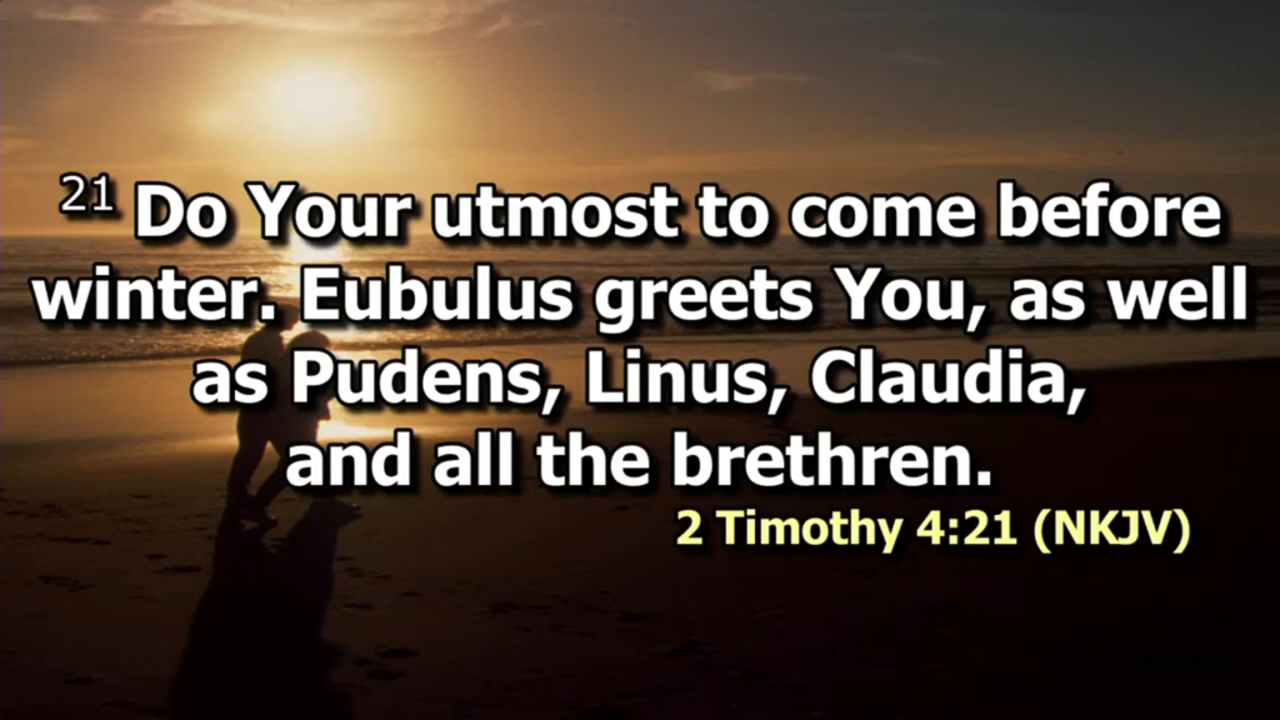 21 Do Your utmost to come before
winter. Eubulus greets You, as well
as Pudens, Linus, Claudia,
and all the brethren.
2 Timothy 4:21 (NKJV)